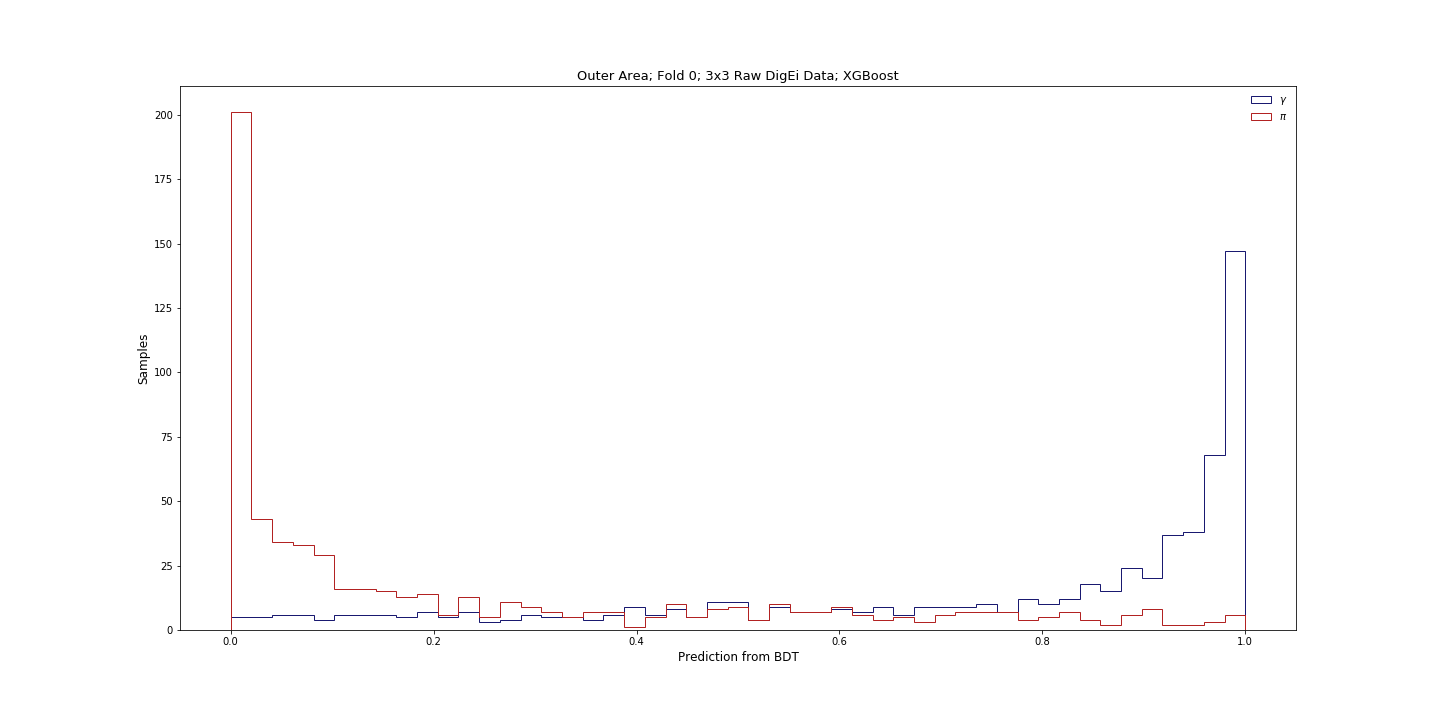 Outer Area; Fold 0; 3x3 Raw DigEi Data; XGBoost
γ
π
200
175
150
125
100
75
50
25
0
Samples
0.0 0.2 0.4 0.6 0.8 1.0
Prediction from BDT